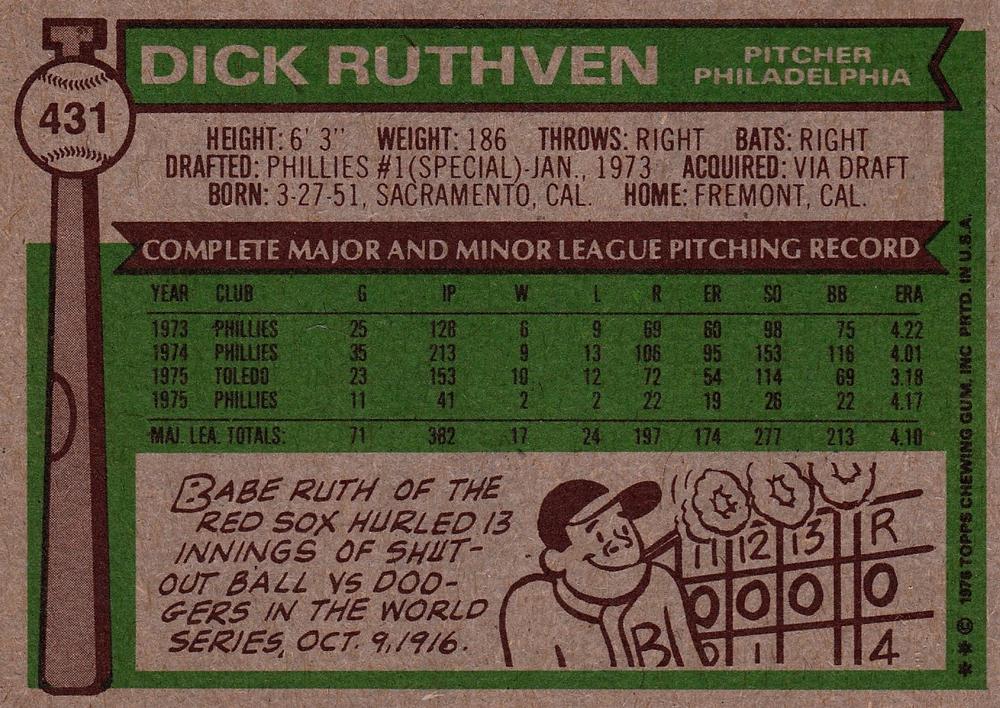 T
431
DICK RUTHVEN
PITCHER
PHILADELPHIA
HEIGHT: 6' 3" WEIGHT: 186 THROWS: RIGHT BATS: RIGHT
DRAFTED: PHILLIES #1(SPECIAL)-JAN., 1973 ACQUIRED: VIA DRAFT
BORN: 3-27-51, SACRAMENTO, CAL. HOME: FREMONT, CAL.
COMPLETE MAJOR AND MINOR LEAGUE PITCHING RECORD
YEAR CLUB G IP W L R ER SO BB ERA
1973 PHILLIES 25 128 6 9 69 60 98 75 4.22
1974 PHILLIES 35 213 9 13 106 95 153 116 4.01
1975 TOLEDO 23 153 10 12 72 54 114 69 3.18
1975 PHILLIES 11 41 2 2 22 19 26 22 4.17
MAJ. LEA. TOTALS: 71 382 17 24 197 174 277 213 4.10
BABE RUTH OF THE
RED SOX HURLED 13
INNINGS OF SHUT-
OUT BALL VS DOD-
GERS IN THE WORLD
SERIES, OCT. 9, 1916.
11 12 13 R
0 0 0 0
0 1 4
B
** © 1976 TOPPS CHEWING GUM, INC PRTD. IN U.S.A.